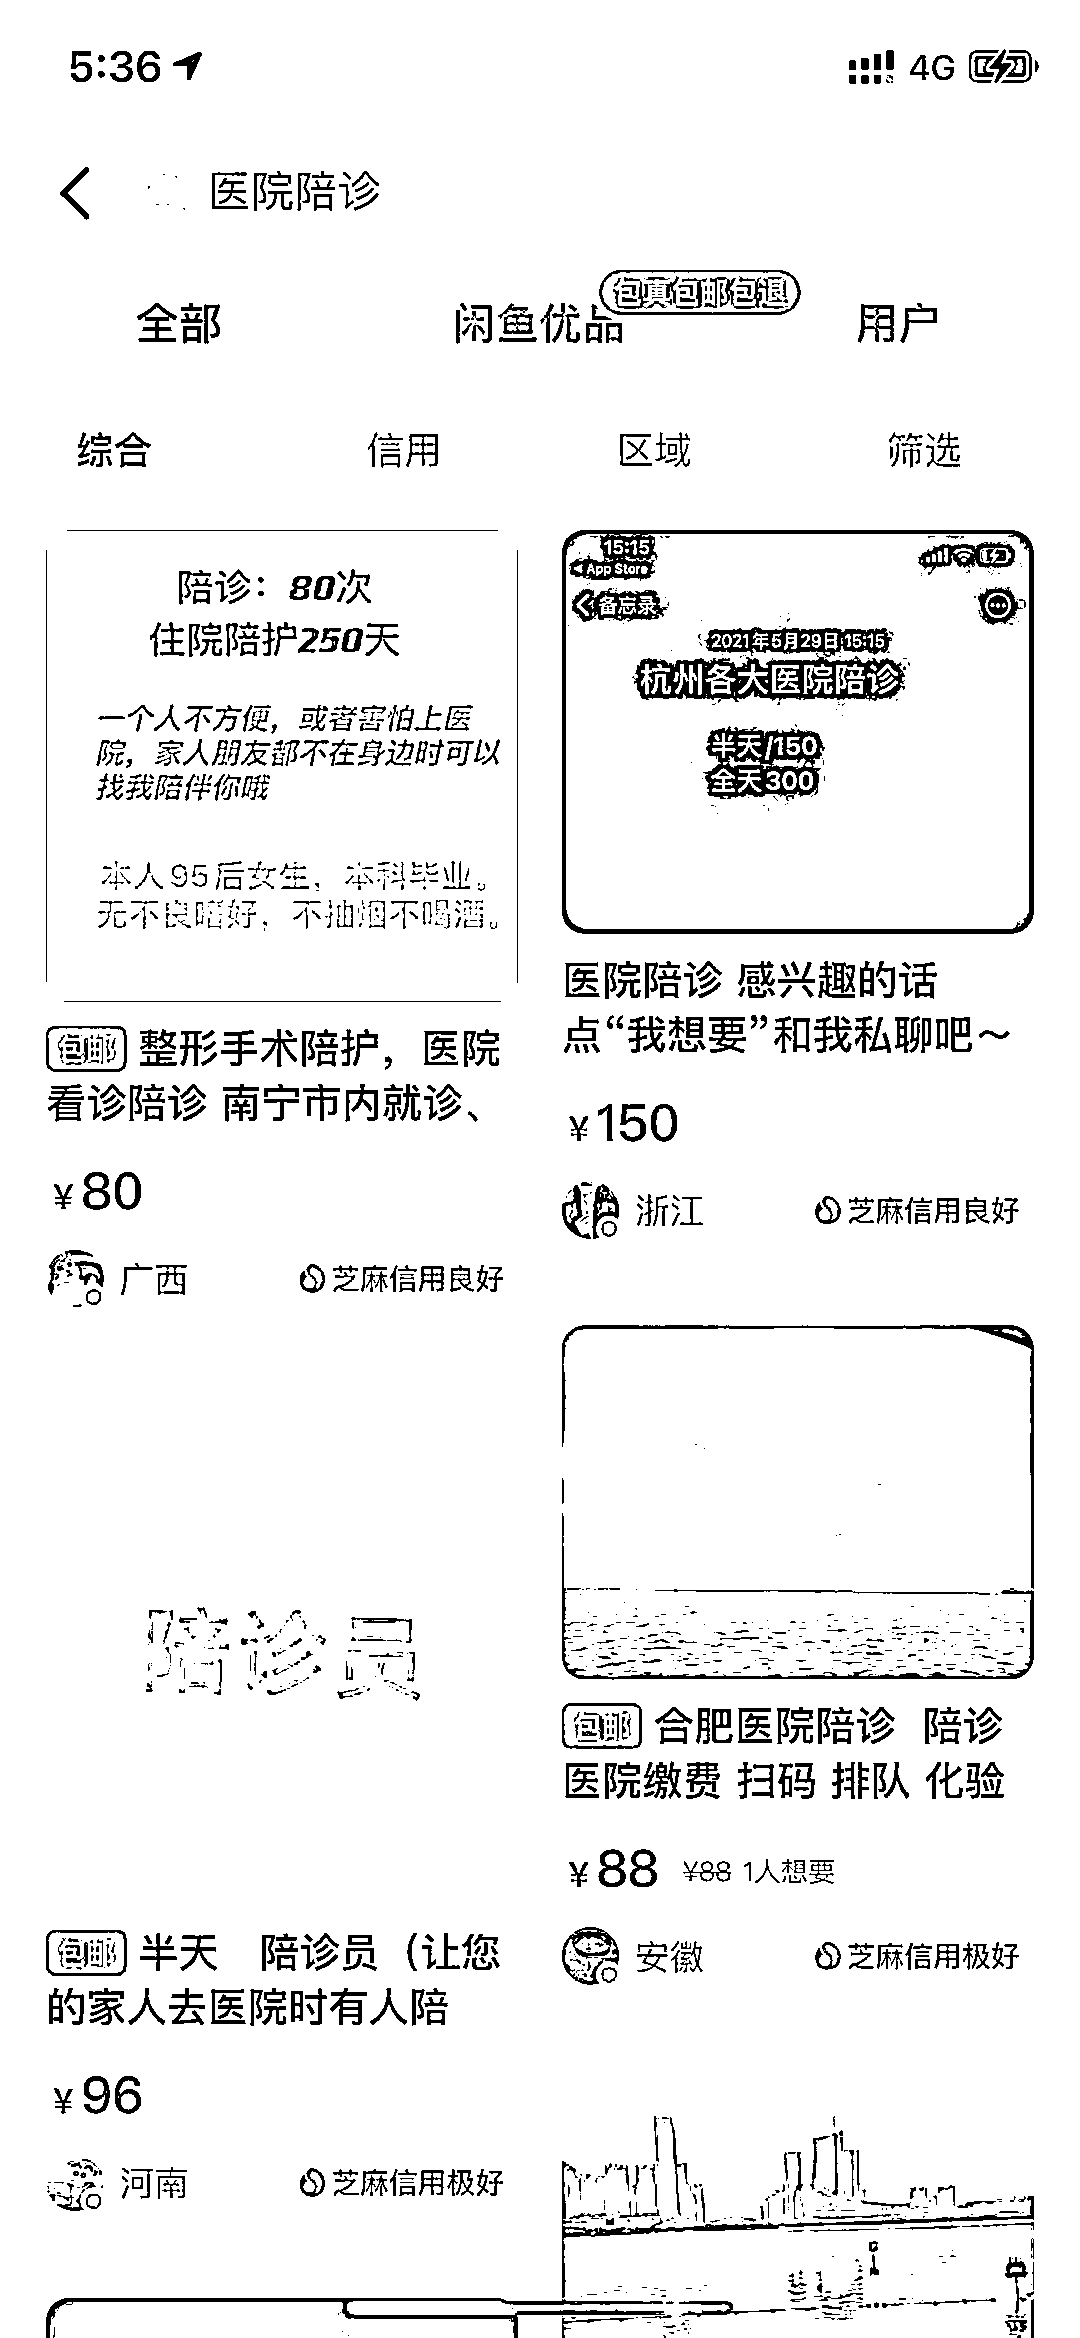 5:36
4G
医院陪诊
包真包邮包退
全部
闲鱼优品
用户
综合
信用
区域
筛选
陪诊：80次
住院陪护250天
一个人不方便，或者害怕上医
院，家人朋友都不在身边时可以
找我陪伴你哦
本人95后女生，本科毕业。
无不良嗜好，不抽烟不喝酒。
包邮 整形手术陪护，医院
看诊陪诊 南宁市内就诊、
¥80
广西
芝麻信用良好
15:15
App Store
备忘录
2021年5月29日 15:15
杭州各大医院陪诊
半天/150
全天300
医院陪诊 感兴趣的话
点“我想要”和我私聊吧～
¥150
浙江
芝麻信用良好
陪诊员
包邮 半天 陪诊员（让您
的家人去医院时有人陪
¥96
河南
芝麻信用极好
包邮 合肥医院陪诊 陪诊
医院缴费 扫码 排队 化验
¥88 ¥88 1人想要
安徽
芝麻信用极好